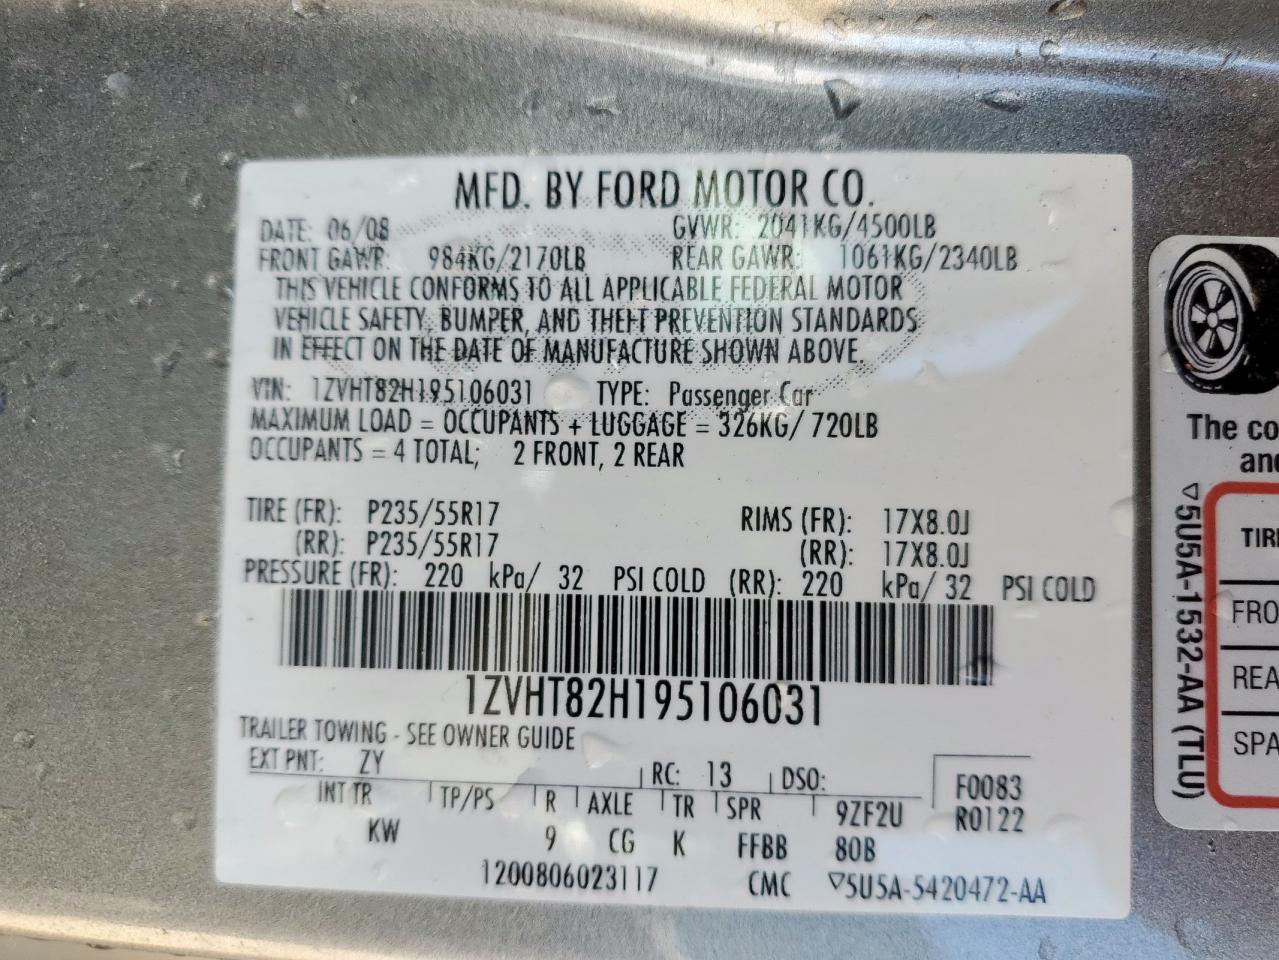 MFD. BY FORD MOTOR CO.
DATE: 06/08 GVWR: 2041KG/4500LB
FRONT GAWR: 984KG/2170LB REAR GAWR: 1061KG/2340LB
THIS VEHICLE CONFORMS TO ALL APPLICABLE FEDERAL MOTOR
VEHICLE SAFETY, BUMPER, AND THEFT PREVENTION STANDARDS
IN EFFECT ON THE DATE OF MANUFACTURE SHOWN ABOVE.
VIN: 1ZVHT82H195106031 TYPE: Passenger Car
MAXIMUM LOAD = OCCUPANTS + LUGGAGE = 326KG/ 720LB
OCCUPANTS = 4 TOTAL; 2 FRONT, 2 REAR
TIRE (FR): P235/55R17 RIMS (FR): 17X8.0J
(RR): P235/55R17 (RR): 17X8.0J
PRESSURE (FR): 220 kPa/ 32 PSI COLD (RR): 220 kPa/ 32 PSI COLD
1ZVHT82H195106031
TRAILER TOWING - SEE OWNER GUIDE
EXT PNT: ZY RC: 13 DSO: F0083
INT TR TP/PS R AXLE TR SPR 9ZF2U R0122
KW 9 CG K FFBB 80B
1200806023117 CMC ▽5U5A-5420472-AA
The co
and
▽5U5A-1532-AA (TLU)
TIRE
FRO
REA
SPA